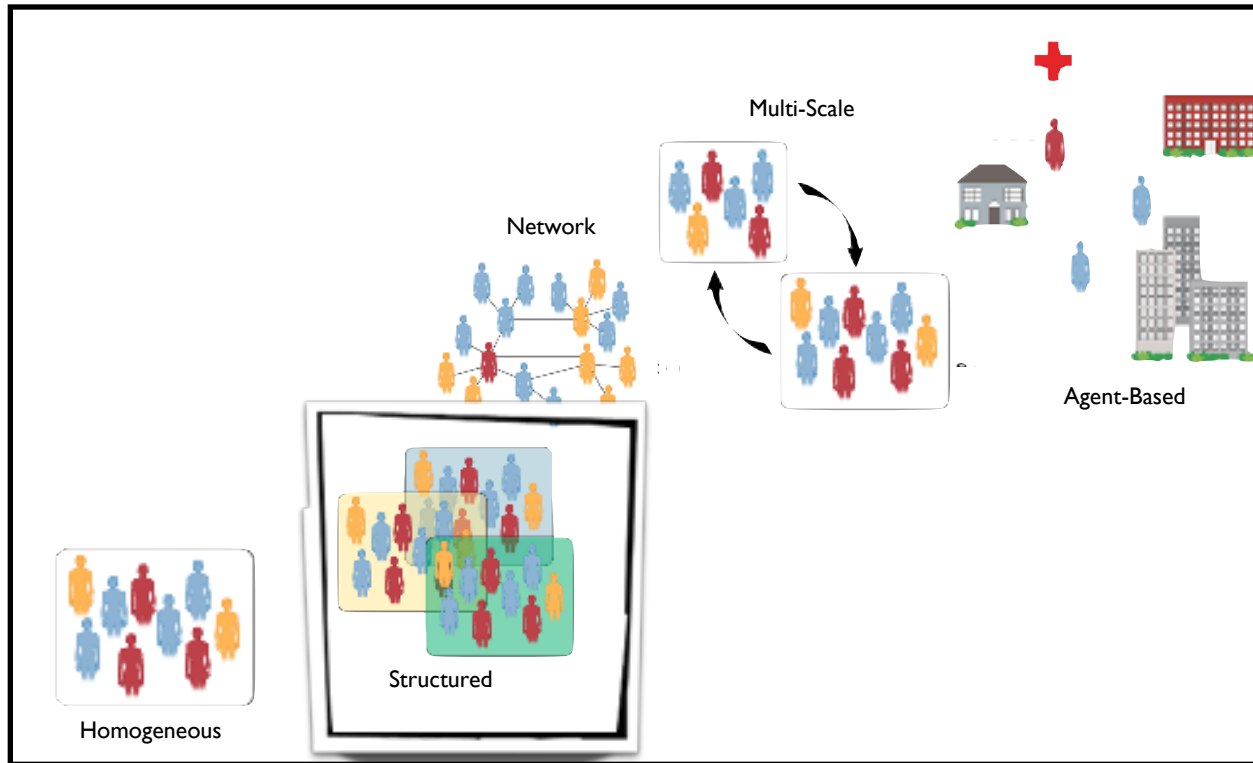 Multi-Scale
Network
Agent-Based
Structured
Homogeneous